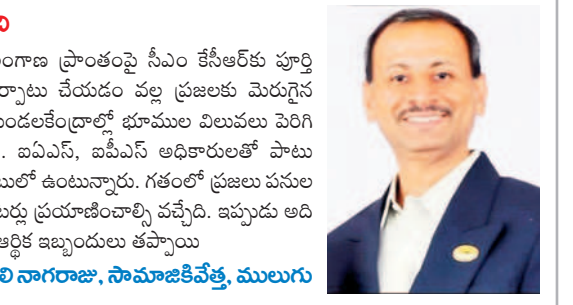 గాణ ప్రాంతంపై సీఎం కేసీఆర్‌కు పూర్తి
ర్పాటు చేయడం వల్ల ప్రజలకు మెరుగైన
మండలకేంద్రాల్లో భూముల విలువలు పెరిగి
. ఐఏఎస్, ఐపీఎస్ అధికారులతో పాటు
టులో ఉంటున్నారు. గతంలో ప్రజలు పనుల
టర్లు ప్రయాణించాల్సి వచ్చేది. ఇప్పుడు అది
ఆర్థిక ఇబ్బందులు తప్పాయి
లి నాగరాజు, సామాజికవేత్త, ములుగు